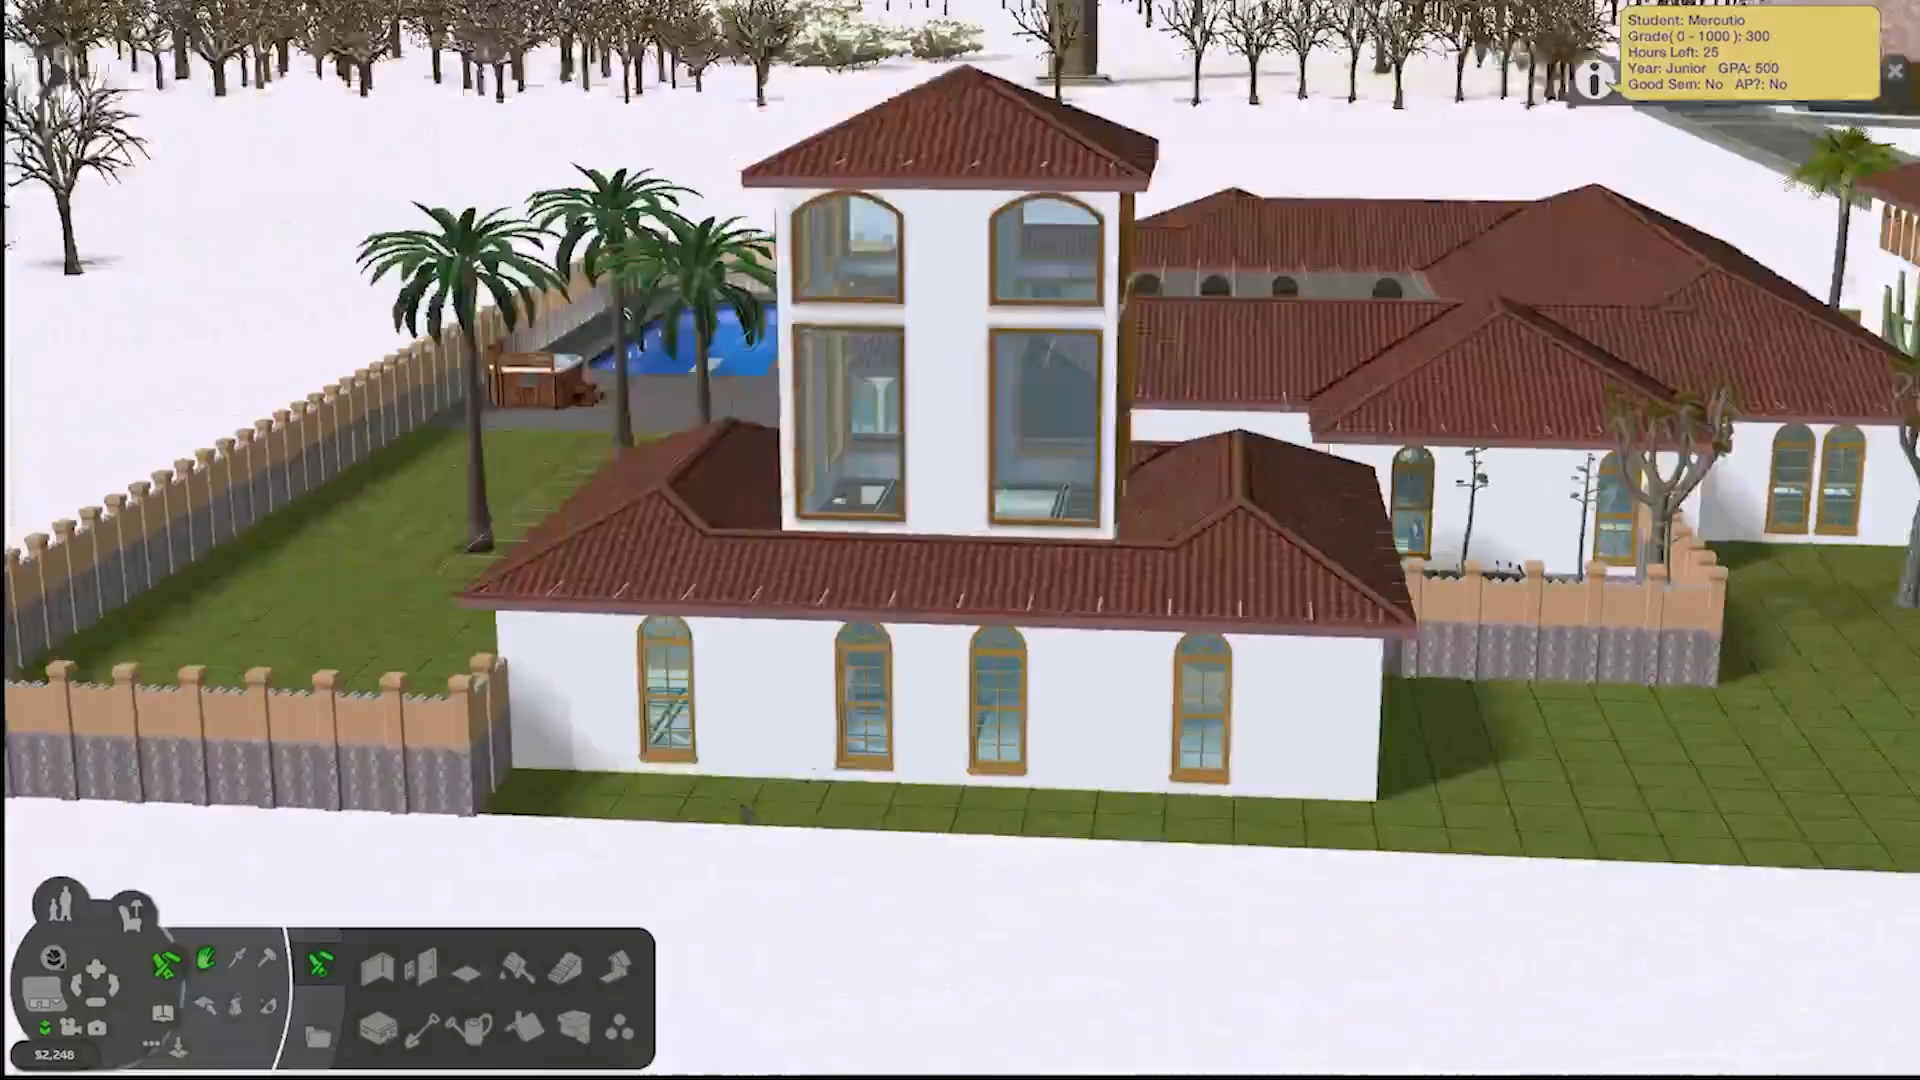 Student: Mercutio
Grade( 0 - 1000 ): 300
Hours Left: 25
Year: Junior GPA: 500
Good Sem: No AP?: No
$2,248